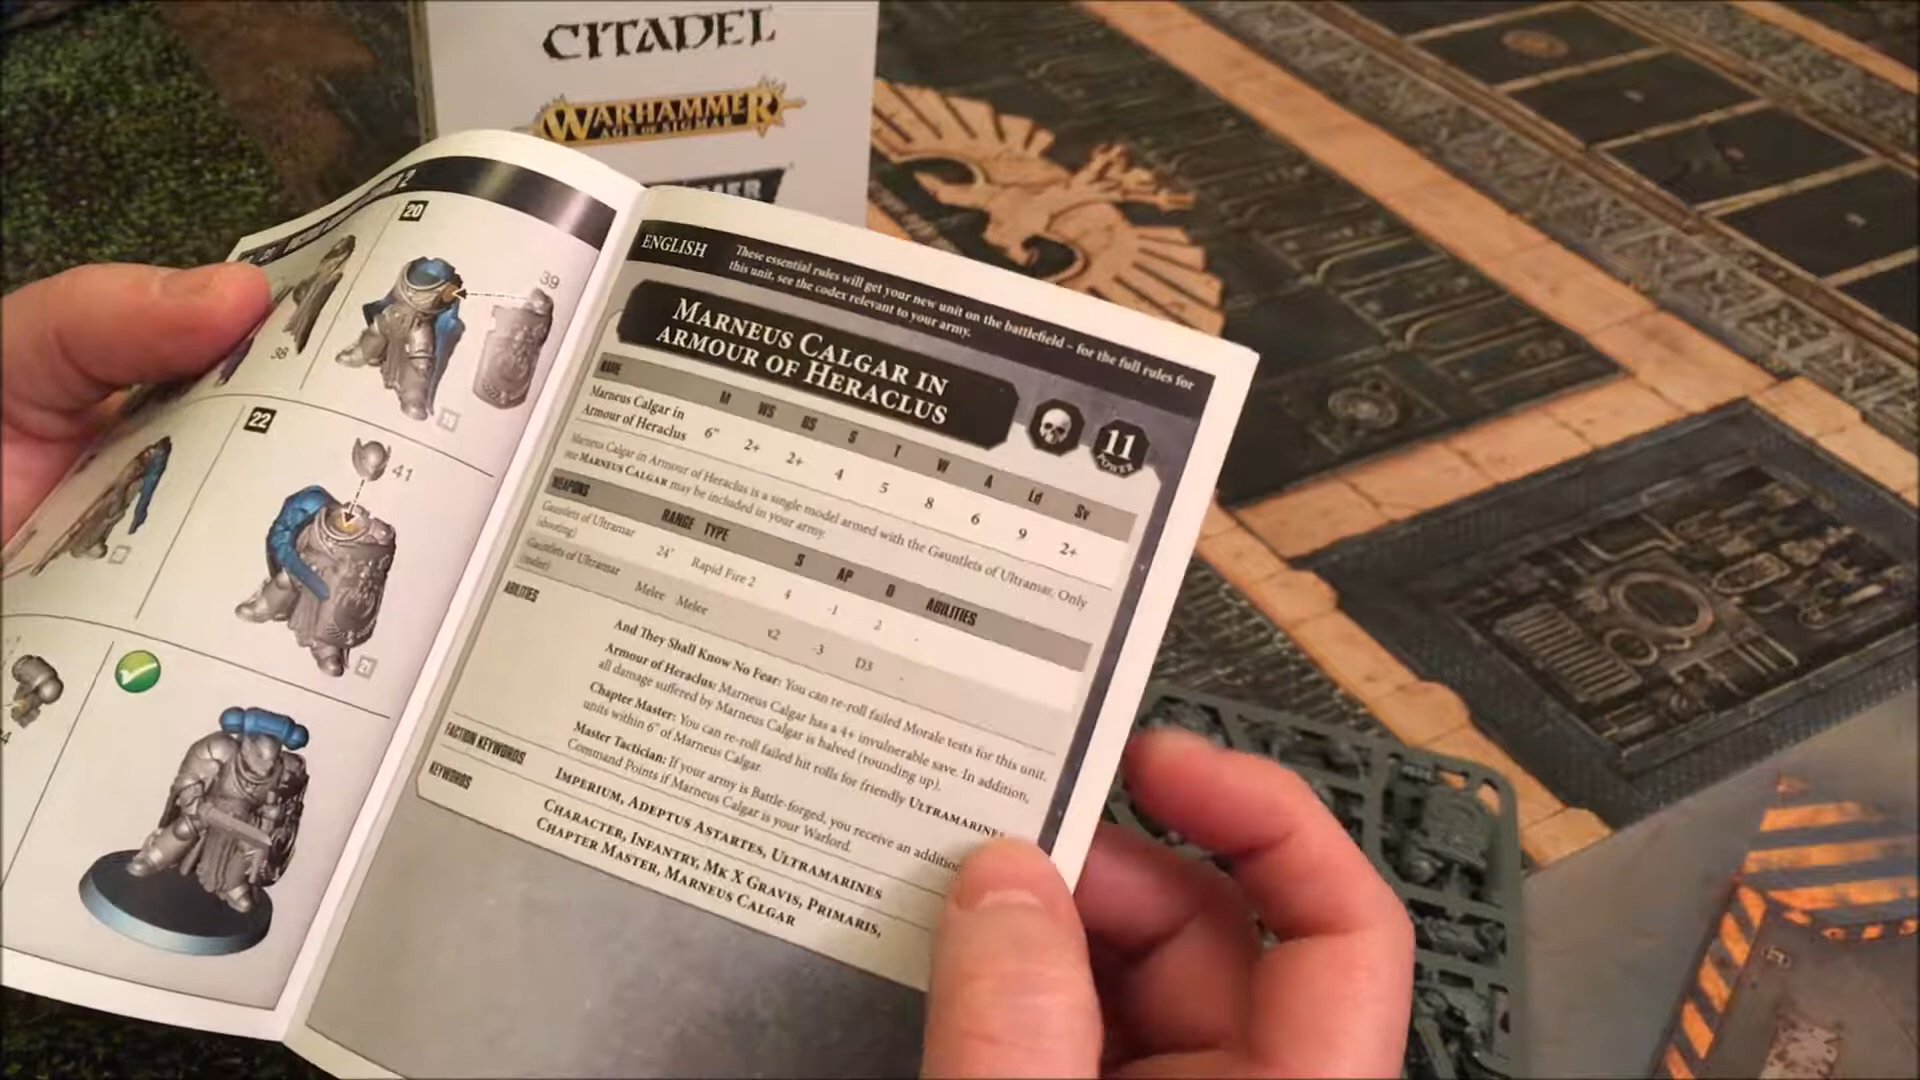 CITADEL
WARHAMMER
AGE OF SIGMAR
2
20
39
38
22
41
ENGLISH
These essential rules will get your new unit on the battlefield – for the full rules for
this unit, see the codex relevant to your army.
MARNEUS CALGAR IN
ARMOUR OF HERACLUS
11
POWER
NAME M WS BS S T W A Ld Sv
Marneus Calgar in
Armour of Heraclus 6" 2+ 2+ 4 5 8 6 9 2+
Marneus Calgar in Armour of Heraclus is a single model armed with the Gauntlets of Ultramar. Only
one MARNEUS CALGAR may be included in your army.
WEAPONS RANGE TYPE S AP D ABILITIES
Gauntlets of Ultramar
(shooting) 24" Rapid Fire 2 4 -1 2 -
Gauntlets of Ultramar
(melee) Melee Melee x2 -3 D3 -
ABILITIES
And They Shall Know No Fear: You can re-roll failed Morale tests for this unit.
Armour of Heraclus: Marneus Calgar has a 4+ invulnerable save. In addition,
all damage suffered by Marneus Calgar is halved (rounding up).
Chapter Master: You can re-roll failed hit rolls for friendly ULTRAMARINES
units within 6" of Marneus Calgar.
Master Tactician: If your army is Battle-forged, you receive an
Command Points if Marneus Calgar is your Warlord.
FACTION KEYWORDS IMPERIUM, ADEPTUS ASTARTES, ULTRAMARINES
KEYWORDS CHARACTER, INFANTRY, MK X GRAVIS, PRIMARIS,
CHAPTER MASTER, MARNEUS CALGAR